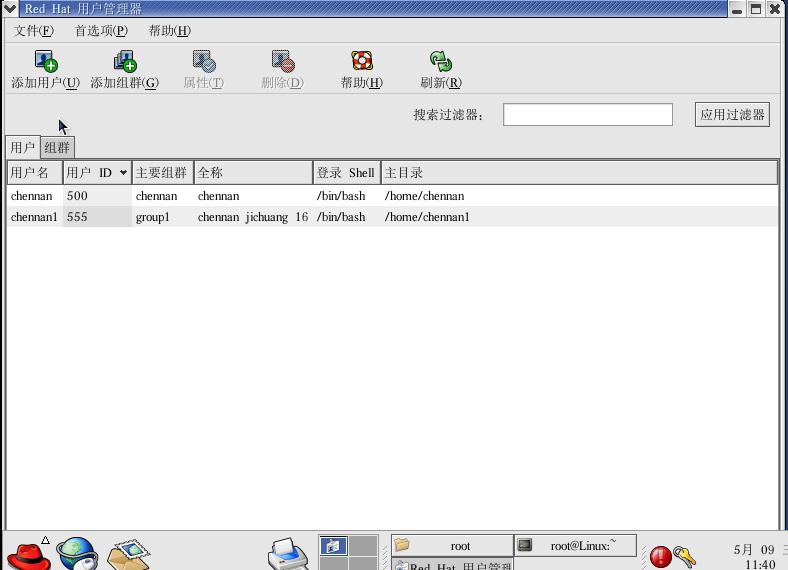 Red Hat 用户管理器
文件(F) 首选项(P) 帮助(H)
添加用户(U) 添加组群(G) 属性(T) 删除(D) 帮助(H) 刷新(R)
搜索过滤器： 应用过滤器
用户 组群
用户名 用户 ID 主要组群 全称 登录 Shell 主目录
chennan 500 chennan chennan /bin/bash /home/chennan
chennan1 555 group1 chennan jichuang 16 /bin/bash /home/chennan1
root root@Linux:~
Red Hat 用户管理
5月 09
11:40